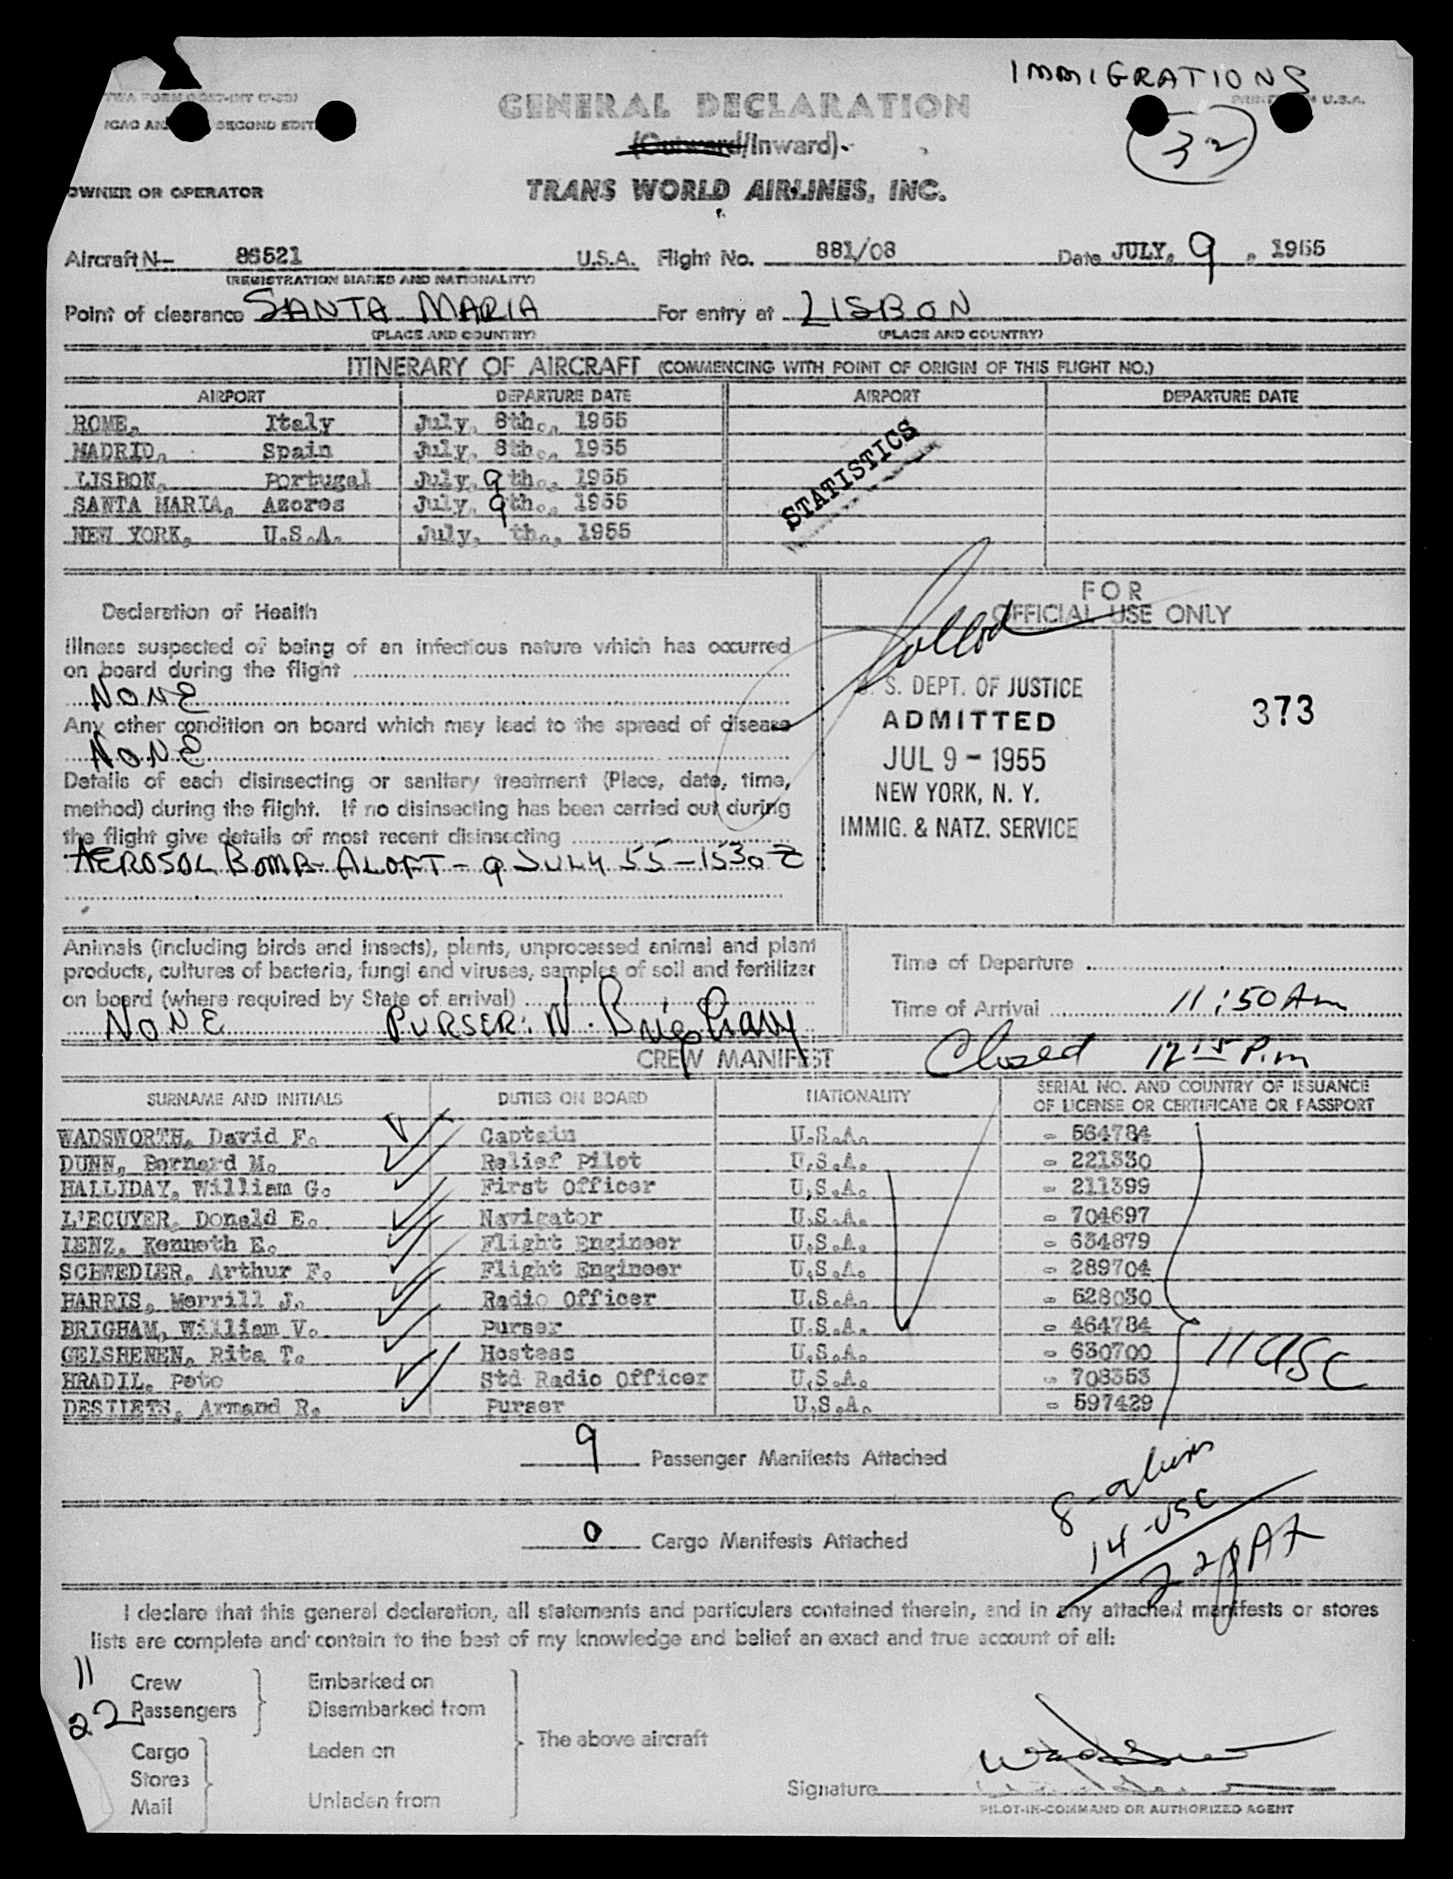 IMMIGRATIONS
32
GENERAL DECLARATION
(Outward/Inward)
OWNER OR OPERATOR
TRANS WORLD AIRLINES, INC.
Aircraft N— 86521 U.S.A. Flight No. 881/08 Date JULY, 9, 1955
(REGISTRATION MARKS AND NATIONALITY)
Point of clearance SANTA MARIA For entry at LISBON
(PLACE AND COUNTRY) (PLACE AND COUNTRY)
ITINERARY OF AIRCRAFT (COMMENCING WITH POINT OF ORIGIN OF THIS FLIGHT NO.)
AIRPORT DEPARTURE DATE AIRPORT DEPARTURE DATE
ROME, Italy July, 8th., 1955
MADRID, Spain July, 8th., 1955
LISBON, Portugal July, 9th., 1955
SANTA MARIA, Azores July, 9th., 1955
NEW YORK, U.S.A. July, th., 1955
STATISTICS
FOR
OFFICIAL USE ONLY
Declaration of Health
Illness suspected of being of an infectious nature which has occurred
on board during the flight
NONE
Any other condition on board which may lead to the spread of disease
NONE
Details of each disinsecting or sanitary treatment (Place, date, time,
method) during the flight. If no disinsecting has been carried out during
the flight give details of most recent disinsecting
AEROSOL BOMB - ALOFT - 9 JULY 55 - 1530Z
U. S. DEPT. OF JUSTICE
ADMITTED
JUL 9 - 1955
NEW YORK, N. Y.
IMMIG. & NATZ. SERVICE
373
Animals (including birds and insects), plants, unprocessed animal and plant
products, cultures of bacteria, fungi and viruses, samples of soil and fertilizer
on board (where required by State of arrival)
NONE PURSER: W. Brigham
Time of Departure
Time of Arrival 11:50 Am
Closed 12 15 P.m
CREW MANIFEST
SURNAME AND INITIALS DUTIES ON BOARD NATIONALITY SERIAL NO. AND COUNTRY OF ISSUANCE
OF LICENSE OR CERTIFICATE OR PASSPORT
WADSWORTH, David F. Captain U.S.A. - 564784
DUNN, Bernard M. Relief Pilot U.S.A. - 221330
HALLIDAY, William G. First Officer U.S.A. - 211399
L'ECUYER, Donald E. Navigator U.S.A. - 704697
LENZ, Kenneth E. Flight Engineer U.S.A. - 634879
SCHWEDLER, Arthur F. Flight Engineer U.S.A. - 289704
HARRIS, Merrill J. Radio Officer U.S.A. - 528030
BRIGHAM, William V. Purser U.S.A. - 464784
GEISHENEN, Rita T. Hostess U.S.A. - 630700
HRADIL, Pete Std Radio Officer U.S.A. - 708353
DESTIETS, Armand R. Purser U.S.A. - 597429
11 USC
9 Passenger Manifests Attached
0 Cargo Manifests Attached
8 - aliens
14 - USC
22 PAX
I declare that this general declaration, all statements and particulars contained therein, and in any attached manifests or stores
lists are complete and contain to the best of my knowledge and belief an exact and true account of all:
11 Crew Embarked on
22 Passengers Disembarked from
The above aircraft
Cargo Laden on
Stores
Mail Unladen from
Signature
PILOT-IN-COMMAND OR AUTHORIZED AGENT